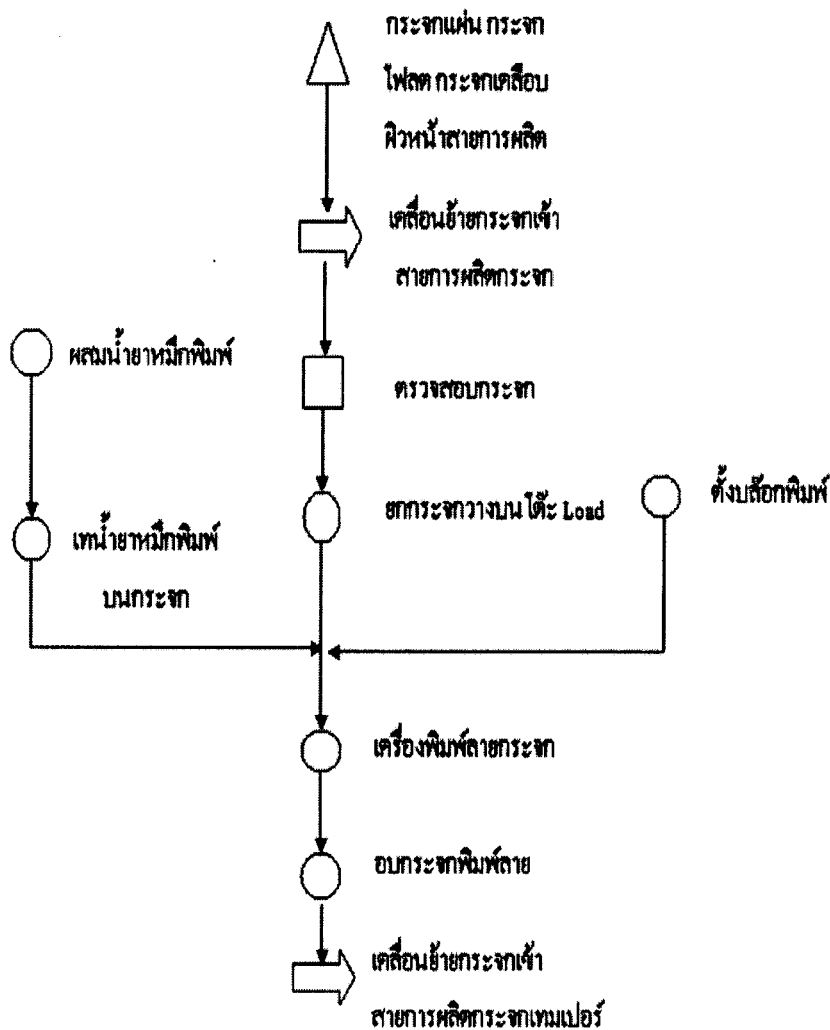 กระจกแผ่น กระจก
โฟลต กระจกเคลือบ
ผิวหน้าสายการผลิต
เคลื่อนย้ายกระจกเข้า
สายการผลิตกระจก
ผสมน้ำยาหมึกพิมพ์
ตรวจสอบกระจก
ยกกระจกวางบนโต๊ะ Load
ตั้งบล๊อกพิมพ์
เทน้ำยาหมึกพิมพ์
บนกระจก
เครื่องพิมพ์ลายกระจก
อบกระจกพิมพ์ลาย
เคลื่อนย้ายกระจกเข้า
สายการผลิตกระจกเทมเปอร์